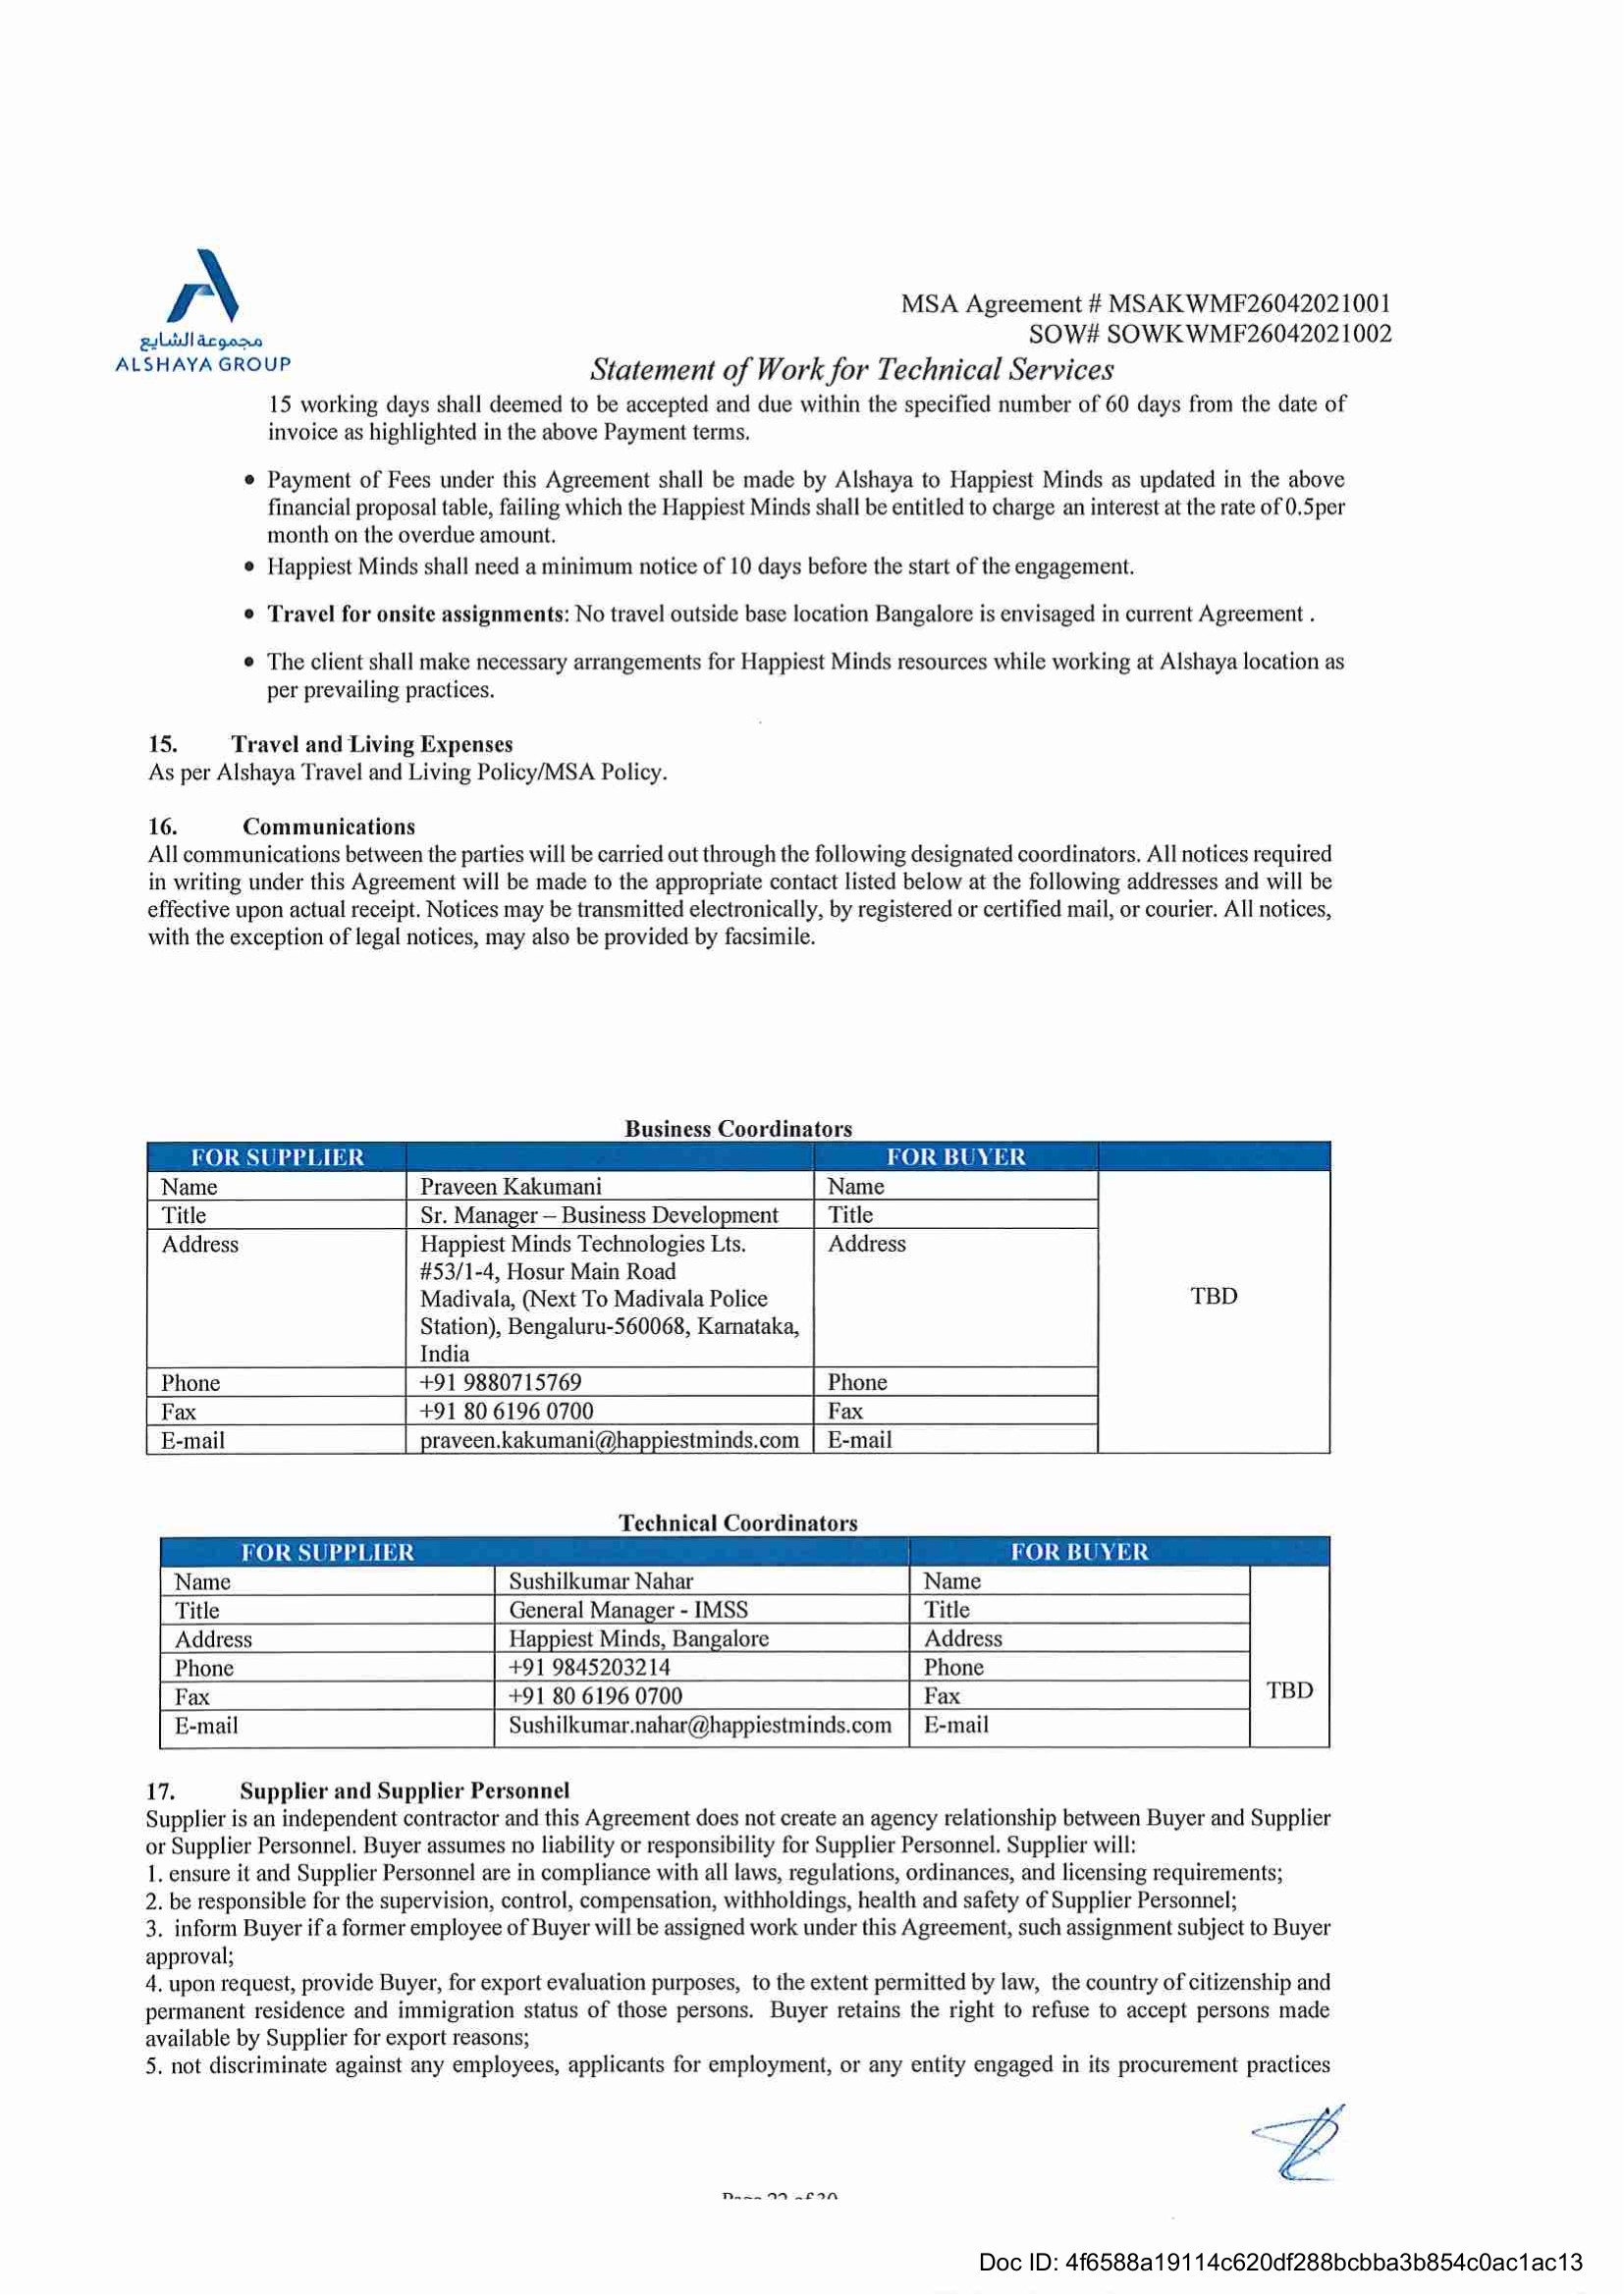 مجموعة الشايع
ALSHAYA GROUP
MSA Agreement # MSAKWMF26042021001
SOW# SOWKWMF26042021002
Statement of Work for Technical Services
15 working days shall deemed to be accepted and due within the specified number of 60 days from the date of
invoice as highlighted in the above Payment terms.
• Payment of Fees under this Agreement shall be made by Alshaya to Happiest Minds as updated in the above
financial proposal table, failing which the Happiest Minds shall be entitled to charge an interest at the rate of 0.5per
month on the overdue amount.
• Happiest Minds shall need a minimum notice of 10 days before the start of the engagement.
• Travel for onsite assignments: No travel outside base location Bangalore is envisaged in current Agreement .
• The client shall make necessary arrangements for Happiest Minds resources while working at Alshaya location as
per prevailing practices.
15. Travel and Living Expenses
As per Alshaya Travel and Living Policy/MSA Policy.
16. Communications
All communications between the parties will be carried out through the following designated coordinators. All notices required
in writing under this Agreement will be made to the appropriate contact listed below at the following addresses and will be
effective upon actual receipt. Notices may be transmitted electronically, by registered or certified mail, or courier. All notices,
with the exception of legal notices, may also be provided by facsimile.
Business Coordinators
FOR SUPPLIER FOR BUYER
Name Praveen Kakumani Name
Title Sr. Manager – Business Development Title
Address Happiest Minds Technologies Lts. Address
#53/1-4, Hosur Main Road
Madivala, (Next To Madivala Police
TBD
Station), Bengaluru-560068, Karnataka,
India
Phone +91 9880715769 Phone
Fax +91 80 6196 0700 Fax
E-mail praveen.kakumani@happiestminds.com E-mail
Technical Coordinators
FOR SUPPLIER FOR BUYER
Name Sushilkumar Nahar Name
Title General Manager - IMSS Title
Address Happiest Minds, Bangalore Address
Phone +91 9845203214 Phone
Fax +91 80 6196 0700 Fax TBD
E-mail Sushilkumar.nahar@happiestminds.com E-mail
17. Supplier and Supplier Personnel
Supplier is an independent contractor and this Agreement does not create an agency relationship between Buyer and Supplier
or Supplier Personnel. Buyer assumes no liability or responsibility for Supplier Personnel. Supplier will:
1. ensure it and Supplier Personnel are in compliance with all laws, regulations, ordinances, and licensing requirements;
2. be responsible for the supervision, control, compensation, withholdings, health and safety of Supplier Personnel;
3. inform Buyer if a former employee of Buyer will be assigned work under this Agreement, such assignment subject to Buyer
approval;
4. upon request, provide Buyer, for export evaluation purposes, to the extent permitted by law, the country of citizenship and
permanent residence and immigration status of those persons. Buyer retains the right to refuse to accept persons made
available by Supplier for export reasons;
5. not discriminate against any employees, applicants for employment, or any entity engaged in its procurement practices
Doc ID: 4f6588a19114c620df288bcbba3b854c0ac1ac13